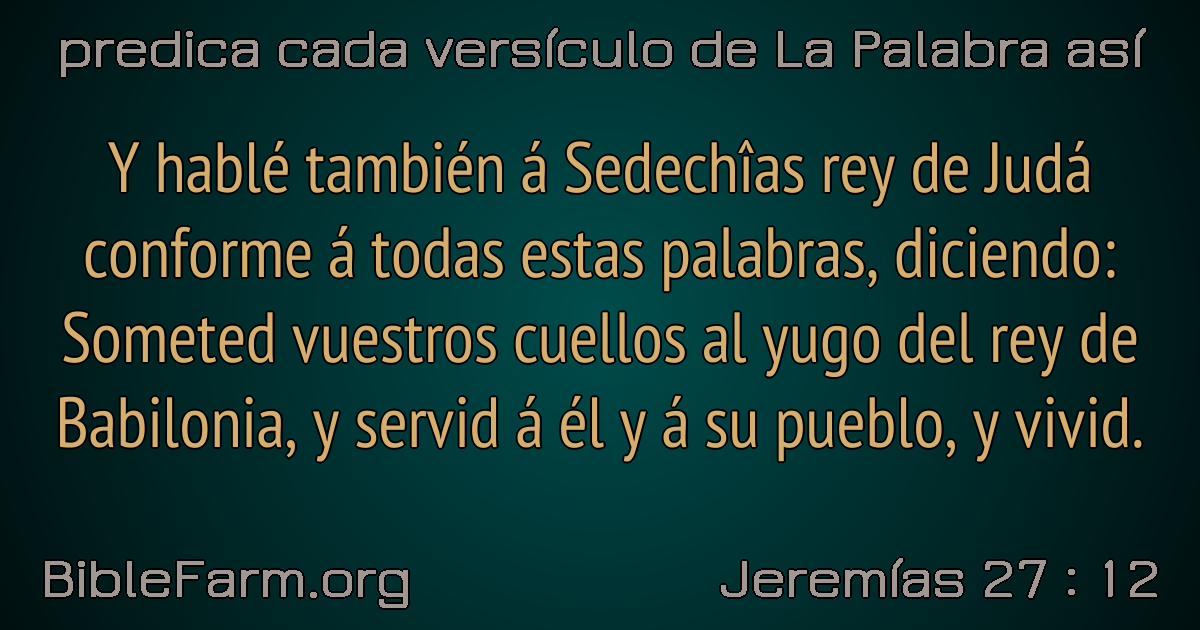 predica cada versículo de La Palabra así
Y hablé también á Sedechîas rey de Judá
conforme á todas estas palabras, diciendo:
Someted vuestros cuellos al yugo del rey de
Babilonia, y servid á él y á su pueblo, y vivid.
BibleFarm.org
Jeremías 27 : 12